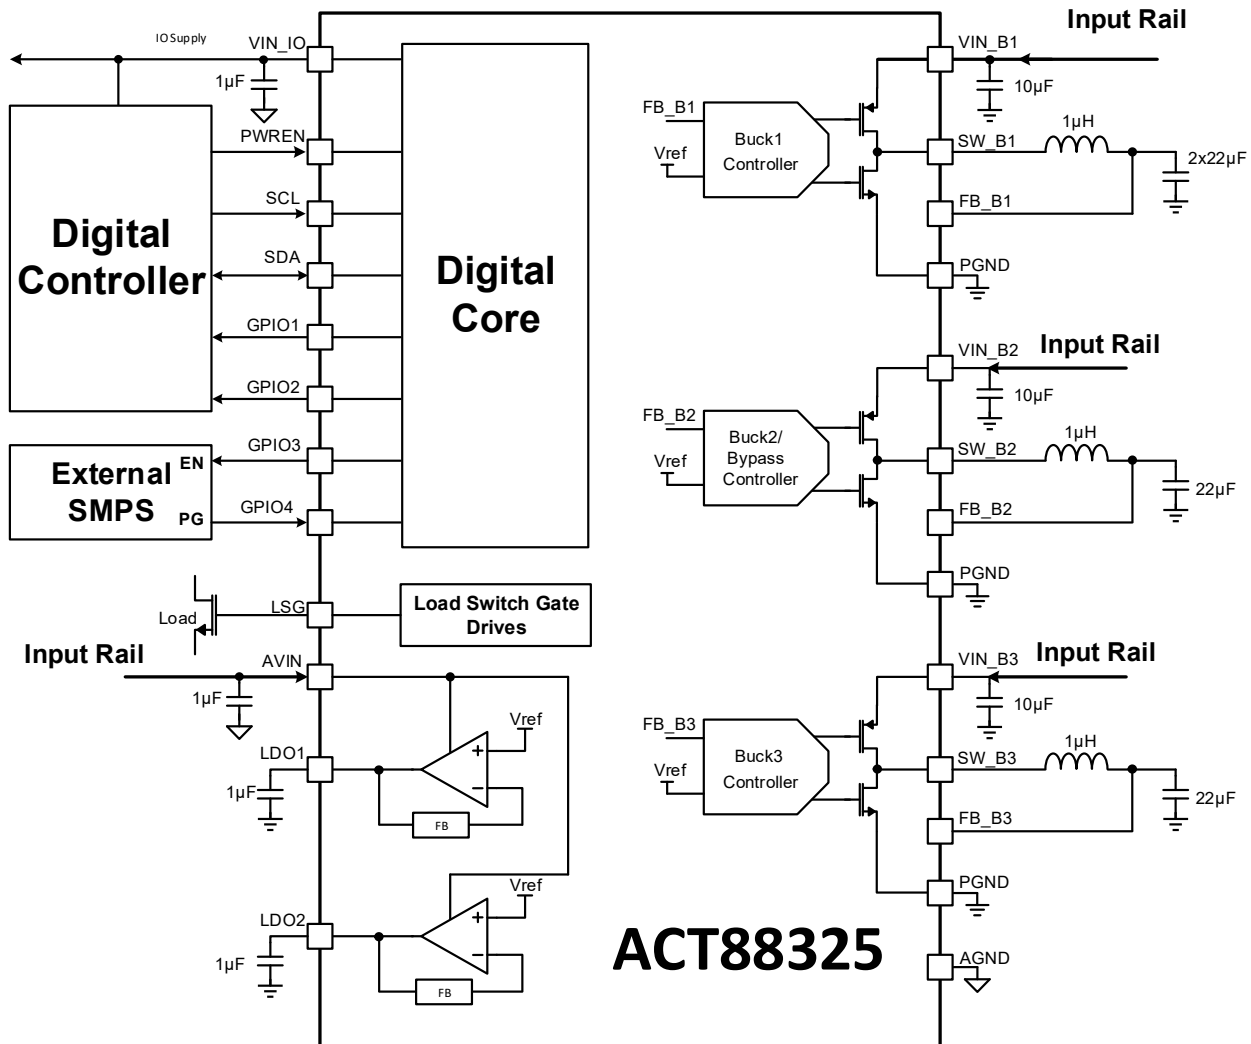 Input Rail
IO Supply
VIN_IO
VIN_B1
1µF
10µF
FB_B1
Buck1
Controller
Vref
1µH
SW_B1
2x22µF
FB_B1
PGND
PWREN
SCL
SDA
GPIO1
GPIO2
Digital
Controller
Digital
Core
GPIO3
GPIO4
External
SMPS
EN
PG
Input Rail
VIN_B2
10µF
FB_B2
Buck2/
Bypass
Controller
Vref
1µH
SW_B2
22µF
FB_B2
PGND
Load
LSG
Load Switch Gate
Drives
Input Rail
AVIN
1µF
Vref
+
−
LDO1
1µF
FB
Vref
+
−
LDO2
1µF
FB
Input Rail
VIN_B3
10µF
FB_B3
Buck3
Controller
Vref
1µH
SW_B3
22µF
FB_B3
PGND
AGND
ACT88325